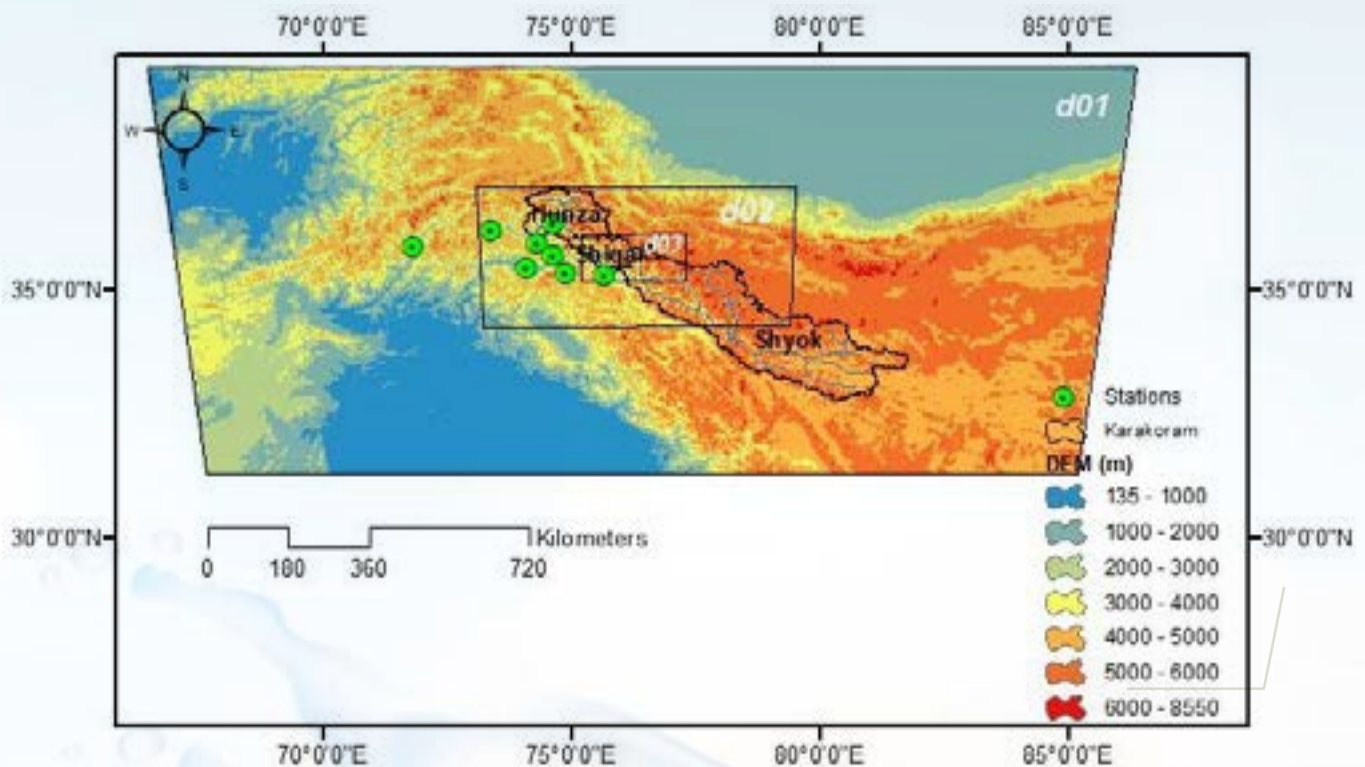 70°0'0"E 75°0'0"E 80°0'0"E 85°0'0"E
N
d01
W E
S
d02
Hunza
d03
Shigar
35°0'0"N 35°0'0"N
Shyok
Stations
Karakoram
DEM (m)
135 - 1000
1000 - 2000
30°0'0"N Kilometers 30°0'0"N
0 180 360 720
2000 - 3000
3000 - 4000
4000 - 5000
5000 - 6000
6000 - 8550
70°0'0"E 75°0'0"E 80°0'0"E 85°0'0"E